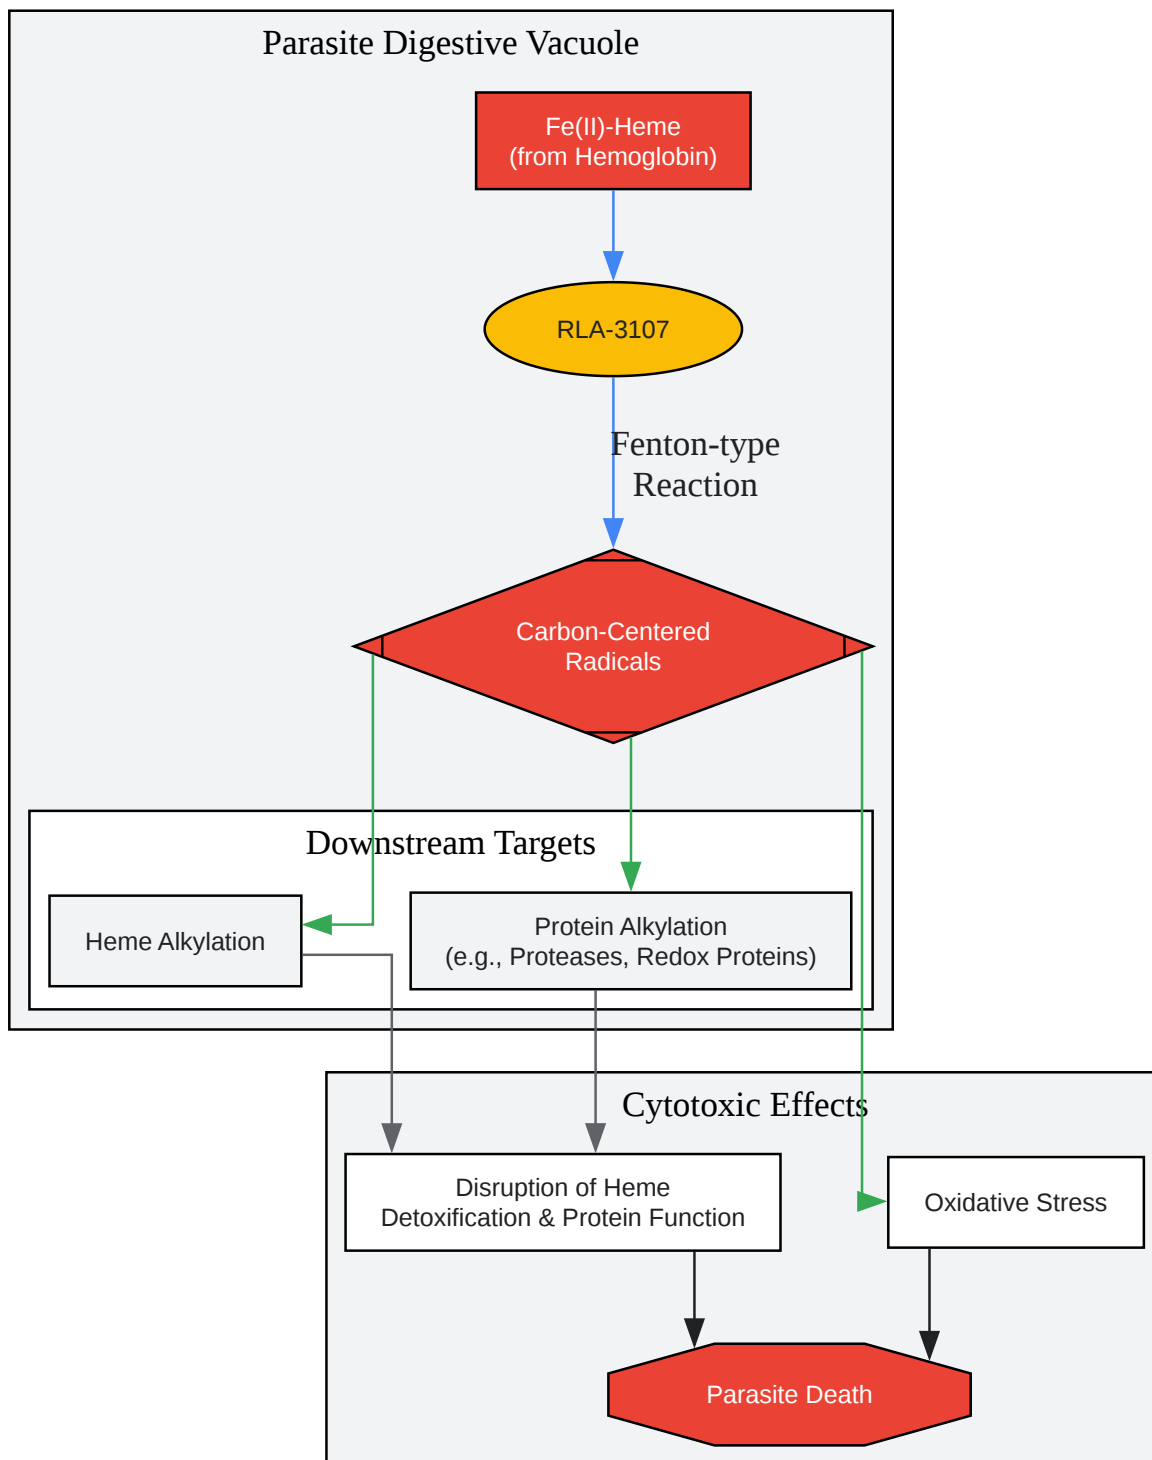 Parasite Digestive Vacuole
Fe(II)-Heme
(from Hemoglobin)
RLA-3107
Fenton-type
Reaction
Carbon-Centered
Radicals
Downstream Targets
Heme Alkylation
Protein Alkylation
(e.g., Proteases, Redox Proteins)
Cytotoxic Effects
Disruption of Heme
Detoxification & Protein Function
Oxidative Stress
Parasite Death